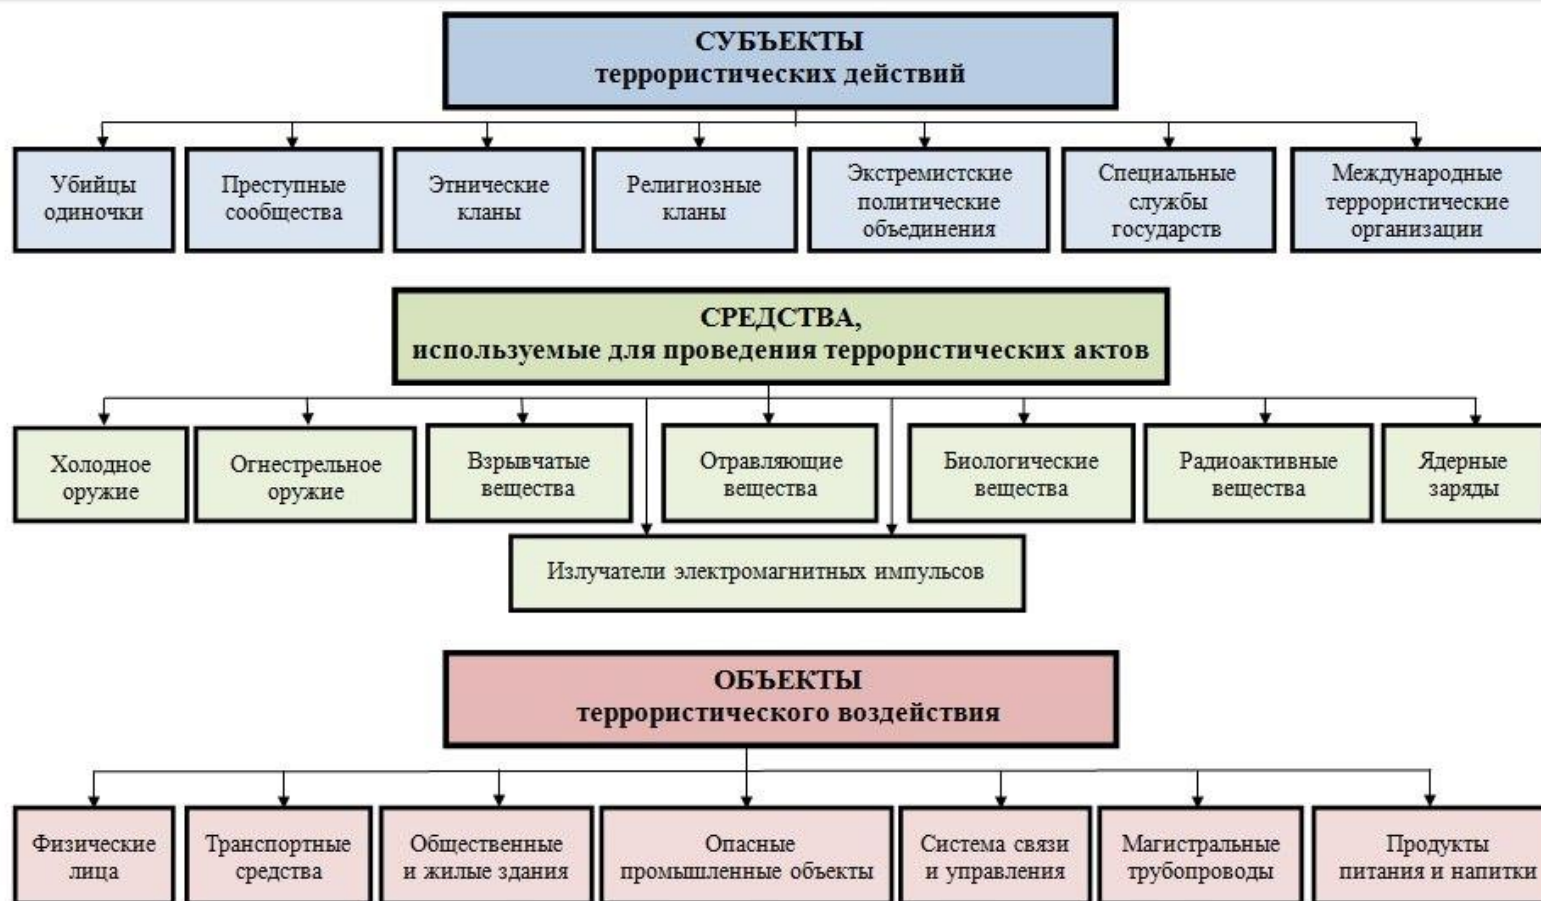 СУБЪЕКТЫ
террористических действий
Убийцы
одиночки
Преступные
сообщества
Этнические
кланы
Религиозные
кланы
Экстремистские
политические
объединения
Специальные
службы
государств
Международные
террористические
организации
СРЕДСТВА,
используемые для проведения террористических актов
Холодное
оружие
Огнестрельное
оружие
Взрывчатые
вещества
Отравляющие
вещества
Биологические
вещества
Радиоактивные
вещества
Ядерные
заряды
Излучатели электромагнитных импульсов
ОБЪЕКТЫ
террористического воздействия
Физические
лица
Транспортные
средства
Общественные
и жилые здания
Опасные
промышленные объекты
Система связи
и управления
Магистральные
трубопроводы
Продукты
питания и напитки